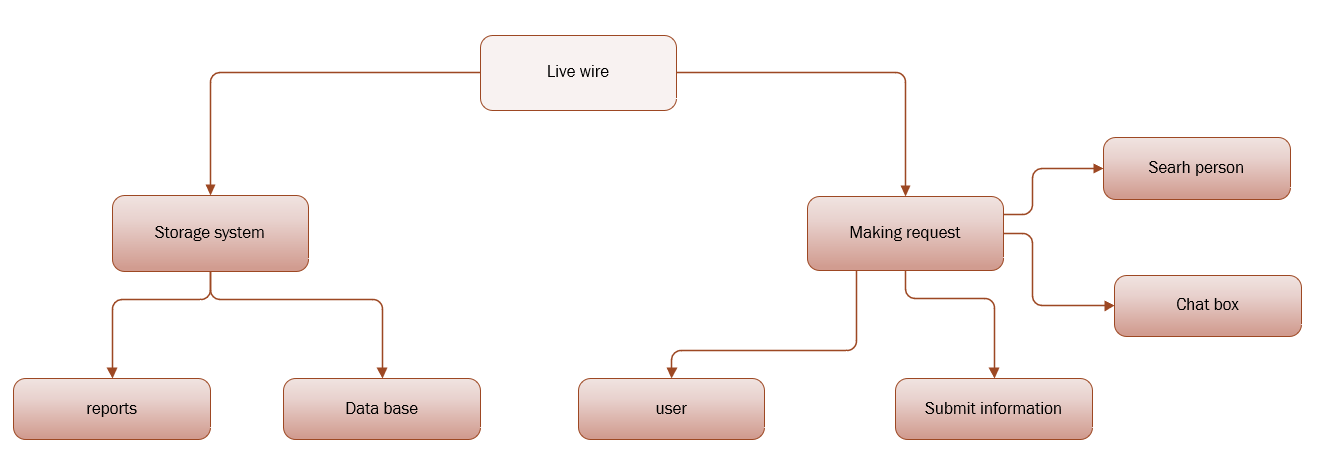 Live wire
Searh person
Storage system
Making request
Chat box
reports
Data base
user
Submit information